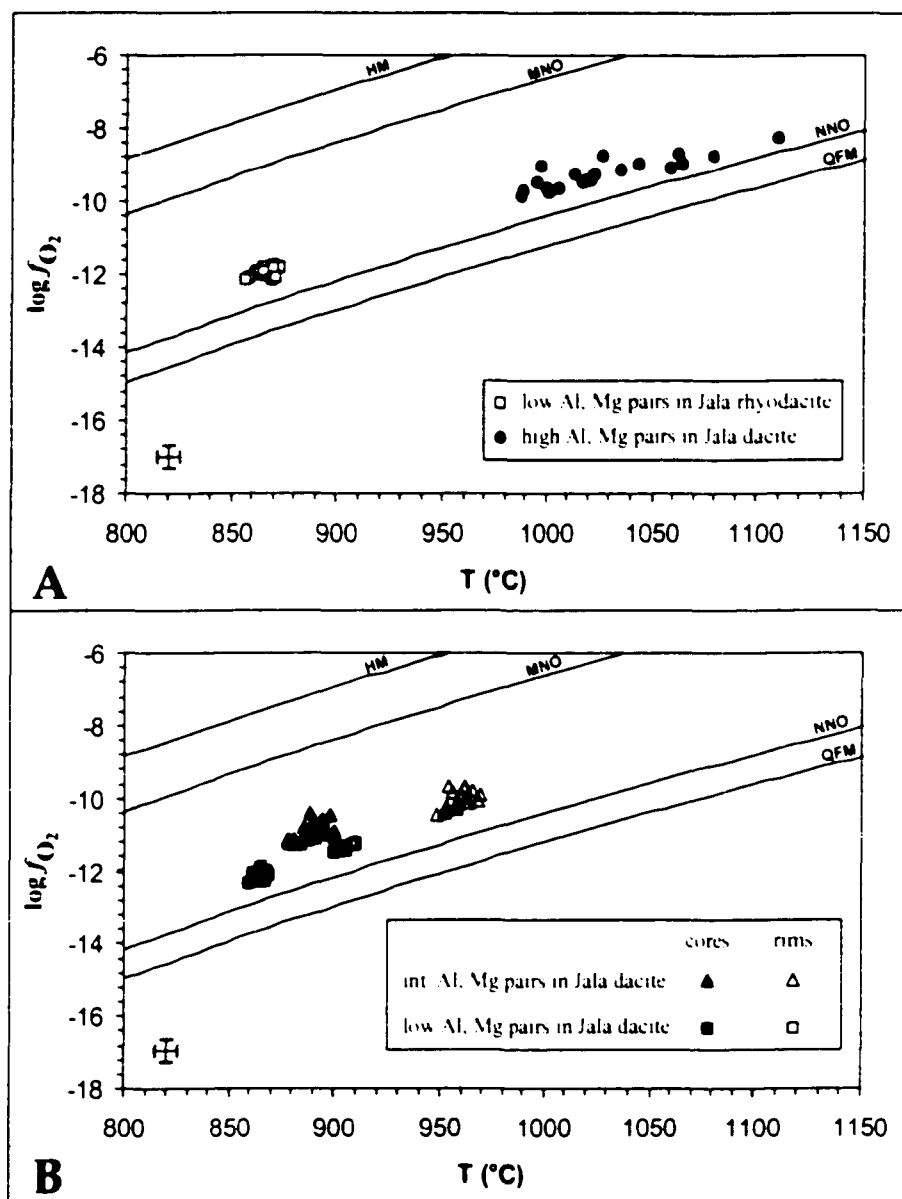 -6
-8
-10
-12
-14
-16
-18
log fO2
HM
MNO
NNO
QFM
low Al, Mg pairs in Jala rhyodacite
high Al, Mg pairs in Jala dacite
800 850 900 950 1000 1050 1100 1150
T (°C)
A
-6
-8
-10
-12
-14
-16
-18
log fO2
HM
MNO
NNO
QFM
cores rims
int Al, Mg pairs in Jala dacite
low Al, Mg pairs in Jala dacite
800 850 900 950 1000 1050 1100 1150
T (°C)
B